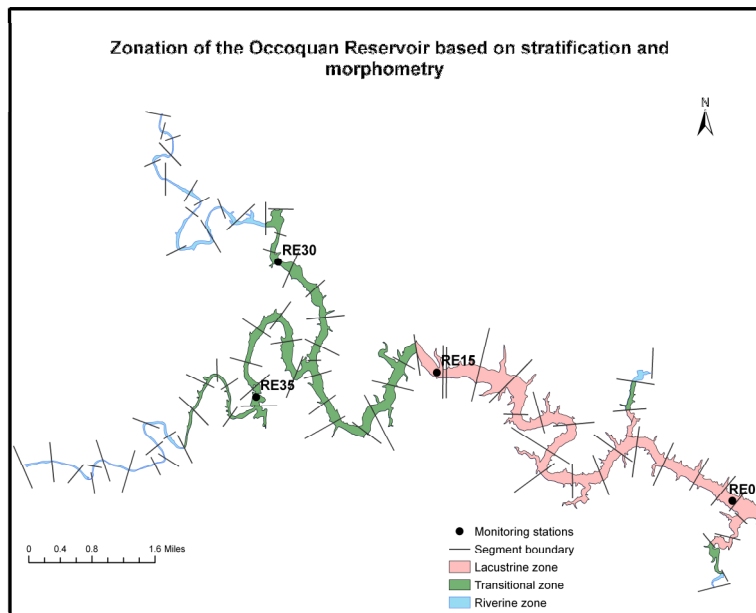 Zonation of the Occoquan Reservoir based on stratification and
morphometry
N
RE30
RE15
RE35
RE0
Monitoring stations
Segment boundary
Lacustrine zone
Transitional zone
Riverine zone
0 0.4 0.8 1.6 Miles